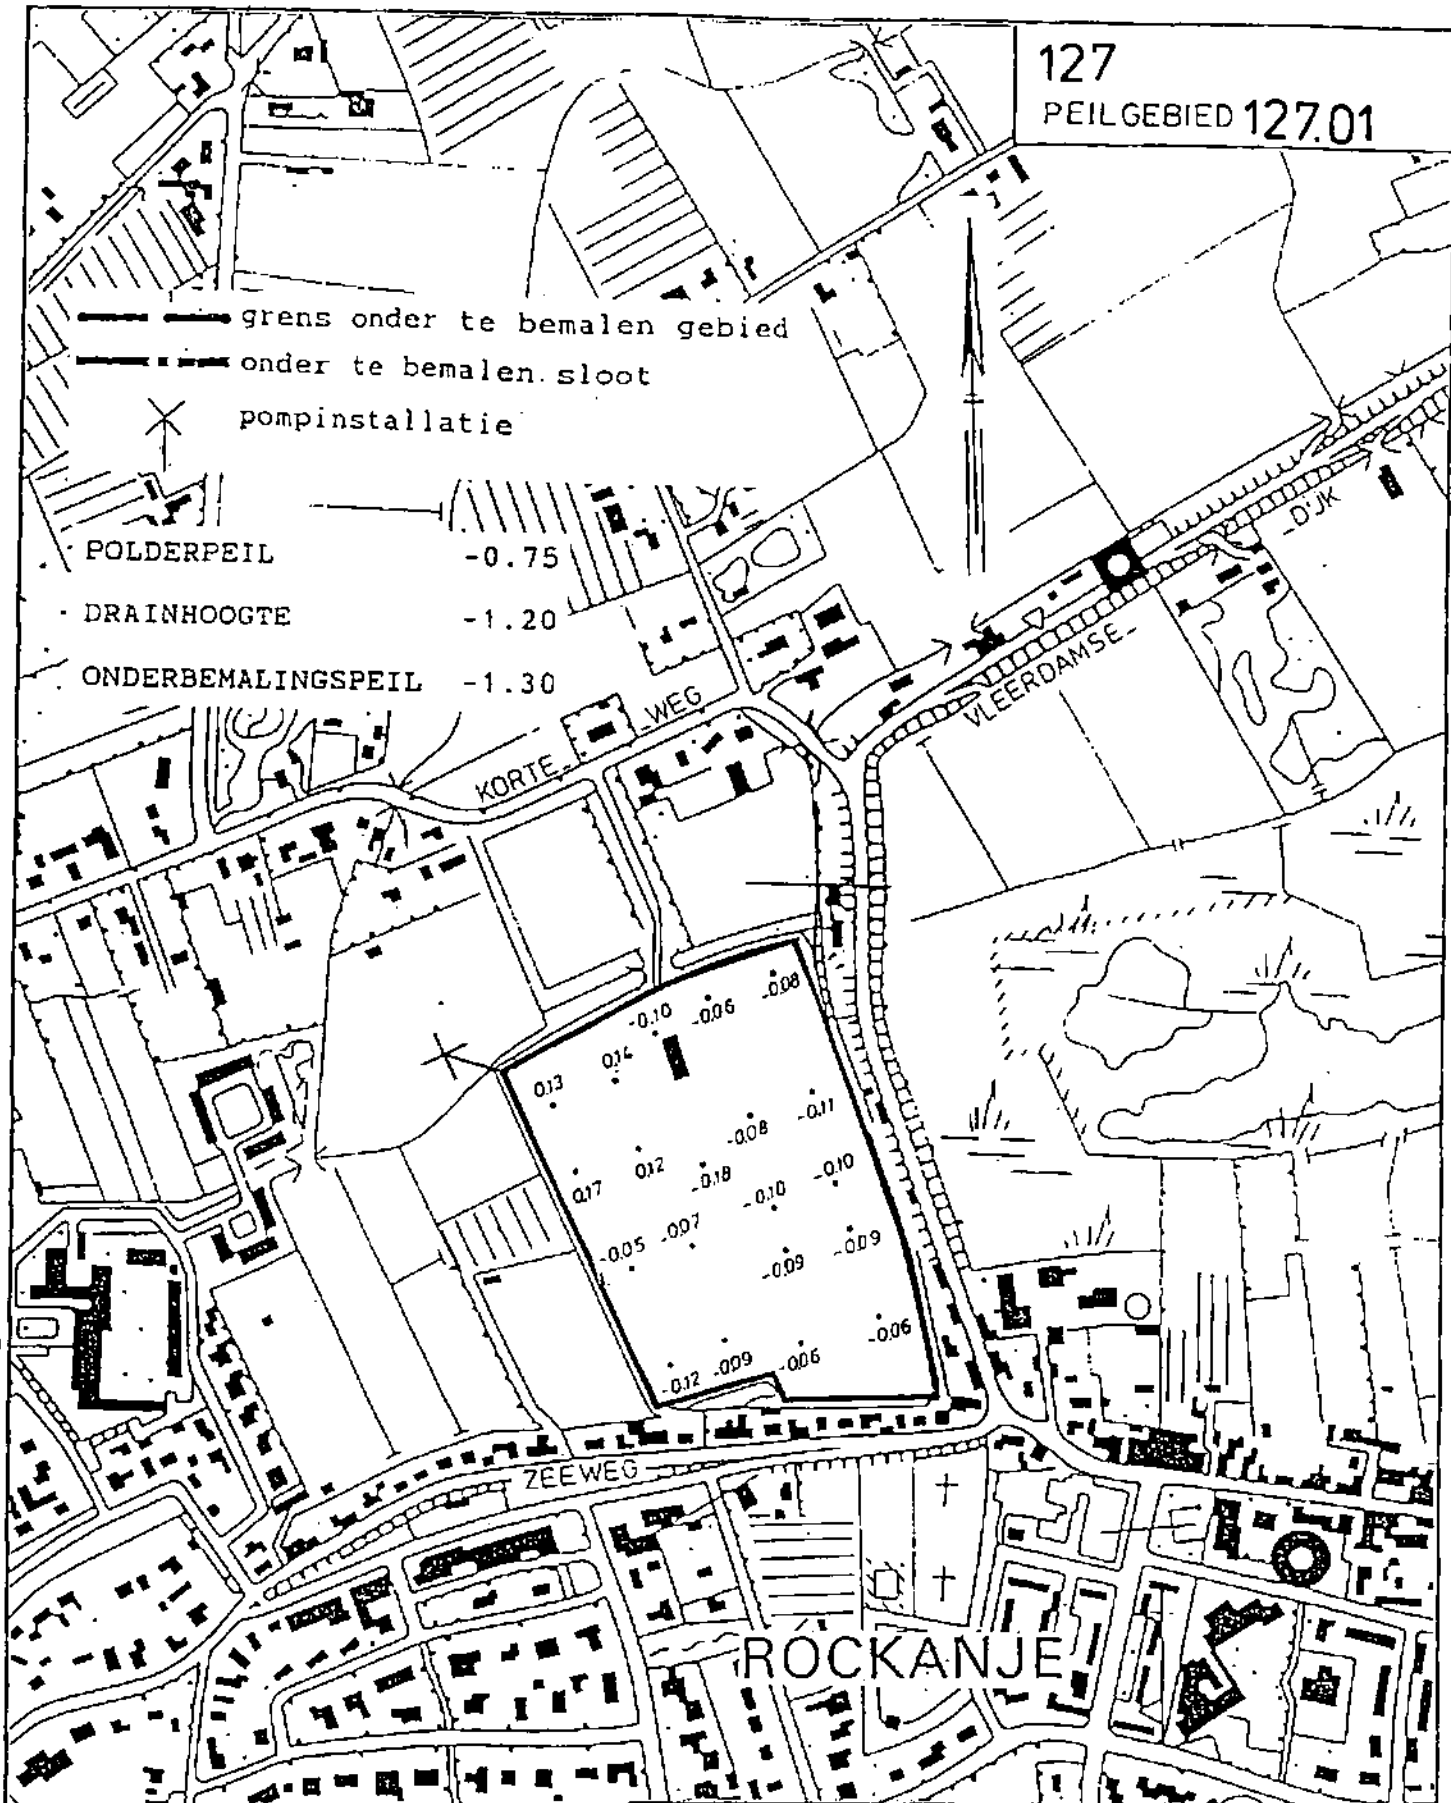 127
PEILGEBIED 127.01
grens onder te bemalen gebied
onder te bemalen sloot
pompinstallatie
POLDERPEIL -0.75
DRAINHOOGTE -1.20
ONDERBEMALINGSPEIL -1.30
D'JK
VLEERDAMSE-
KORTE- WEG
-0.08
-0.10 -0.06
0.14
0.13
-0.11
-0.08
0.12 -0.18 -0.10
0.17 -0.10
-0.05 -0.07 -0.09
-0.09
-0.06
-0.12 -0.09 -0.06
ZEEWEG
ROCKANJE